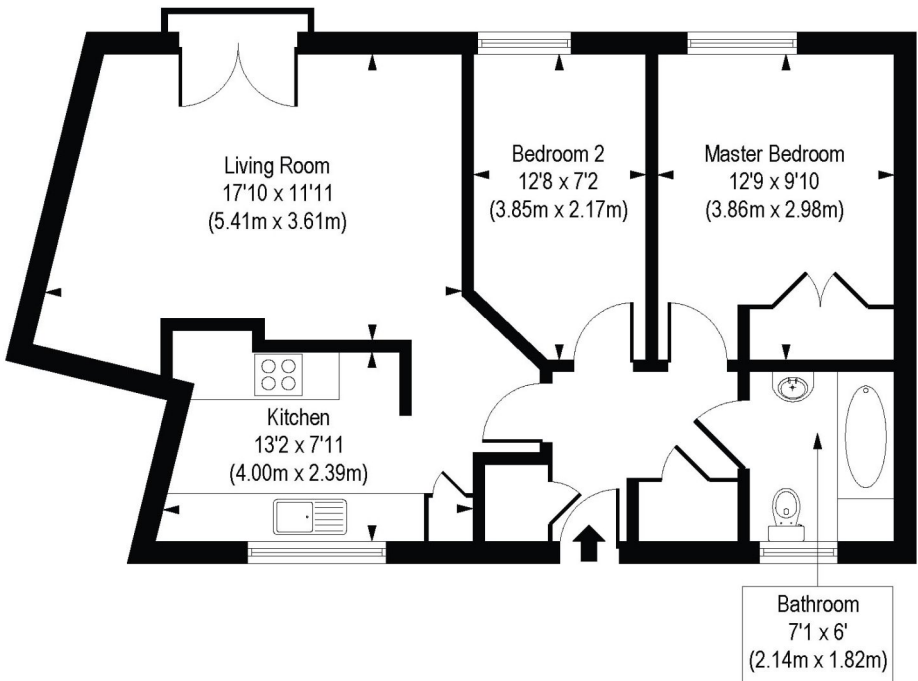 Living Room
17'10 x 11'11
(5.41m x 3.61m)
Bedroom 2
12'8 x 7'2
(3.85m x 2.17m)
Master Bedroom
12'9 x 9'10
(3.86m x 2.98m)
Kitchen
13'2 x 7'11
(4.00m x 2.39m)
Bathroom
7'1 x 6'
(2.14m x 1.82m)